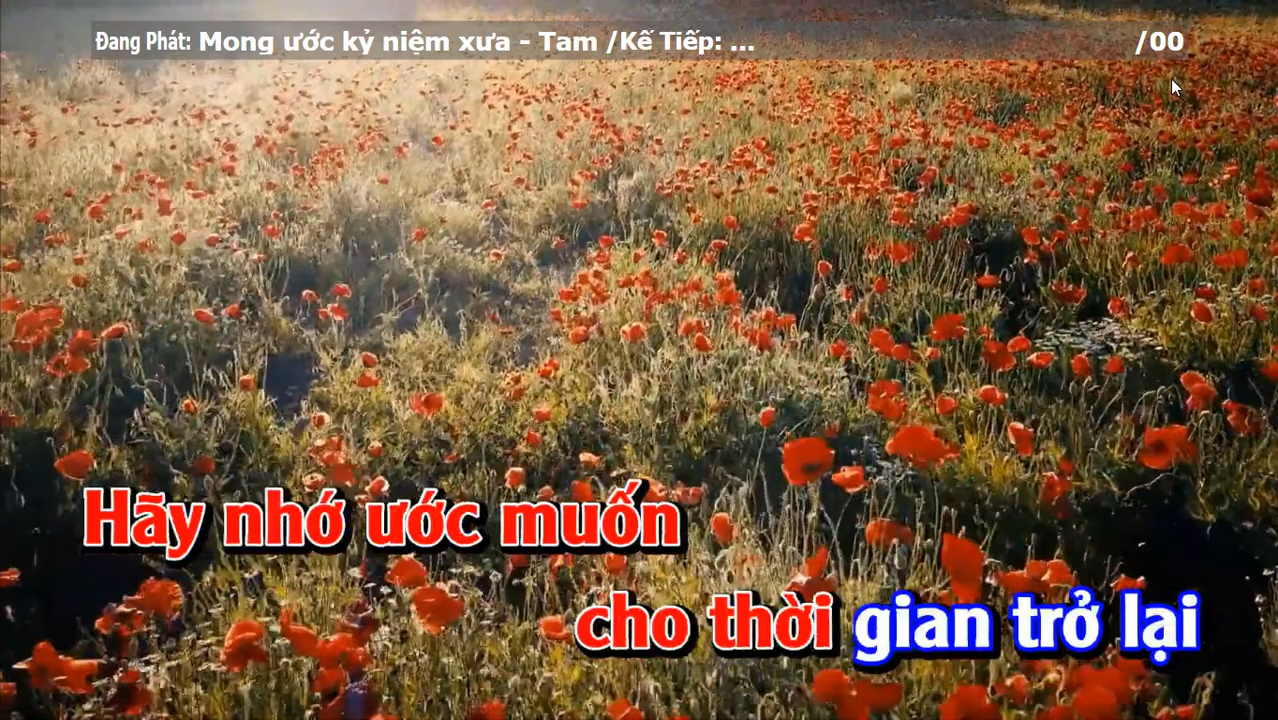 Đang Phát: Mong ước kỷ niệm xưa - Tam /Kế Tiếp: ... /00
Hãy nhớ ước muốn
cho thời gian trở lại